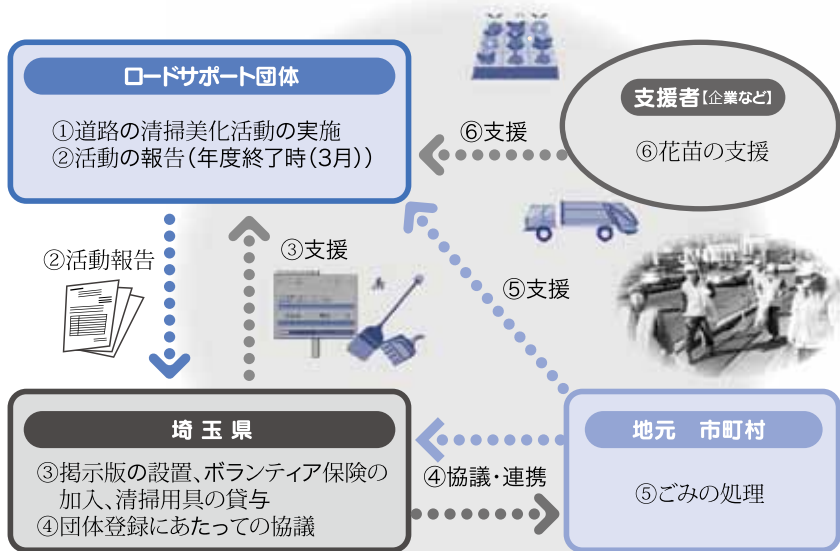 ロードサポート団体
①道路の清掃美化活動の実施
②活動の報告(年度終了時(3月))
支援者【企業など】
⑥花苗の支援
⑥支援
②活動報告
③支援
⑤支援
埼玉県
③掲示版の設置、ボランティア保険の
加入、清掃用具の貸与
④団体登録にあたっての協議
④協議・連携
地元 市町村
⑤ごみの処理